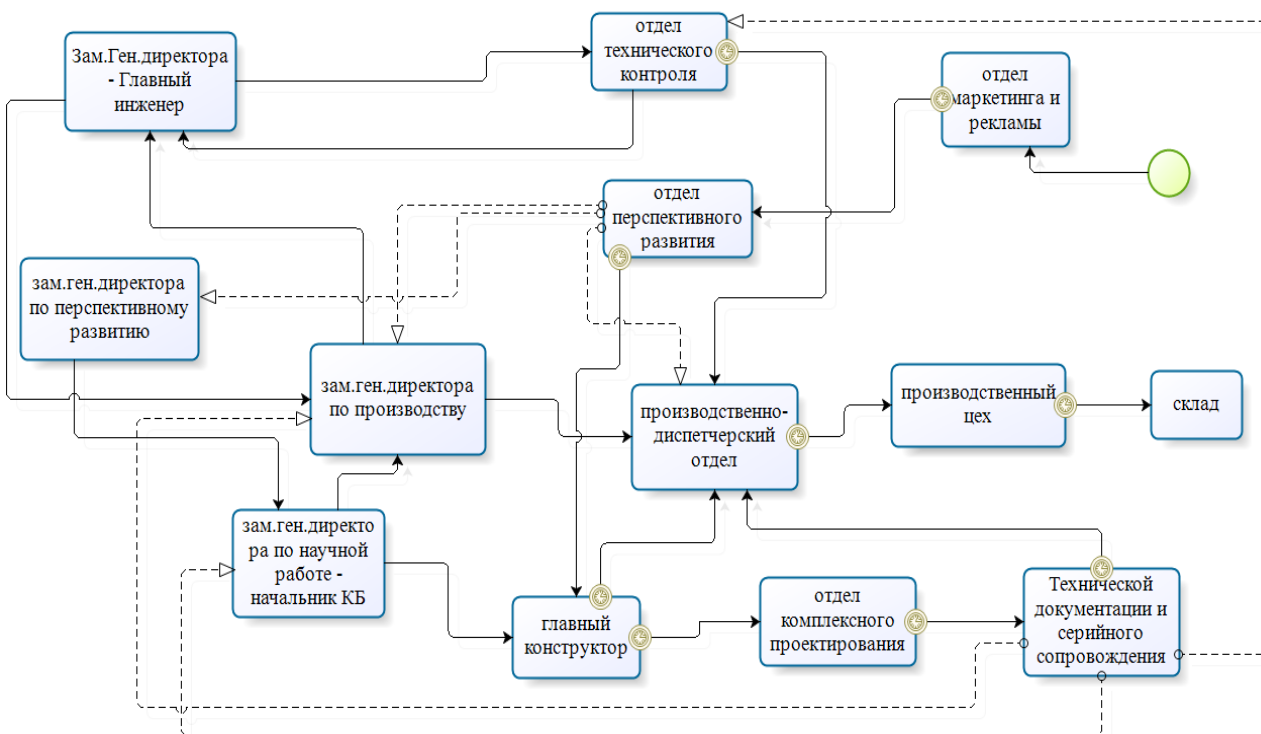 Зам.Ген.директора
- Главный
инженер
отдел
технического
контроля
отдел
маркетинга и
рекламы
отдел
перспективного
развития
зам.ген.директора
по перспективному
развитию
зам.ген.директора
по производству
производственно-
диспетчерский
отдел
производственный
цех
склад
зам.ген.директо
ра по научной
работе -
начальник КБ
главный
конструктор
отдел
комплексного
проектирования
Технической
документации и
серийного
сопровождения